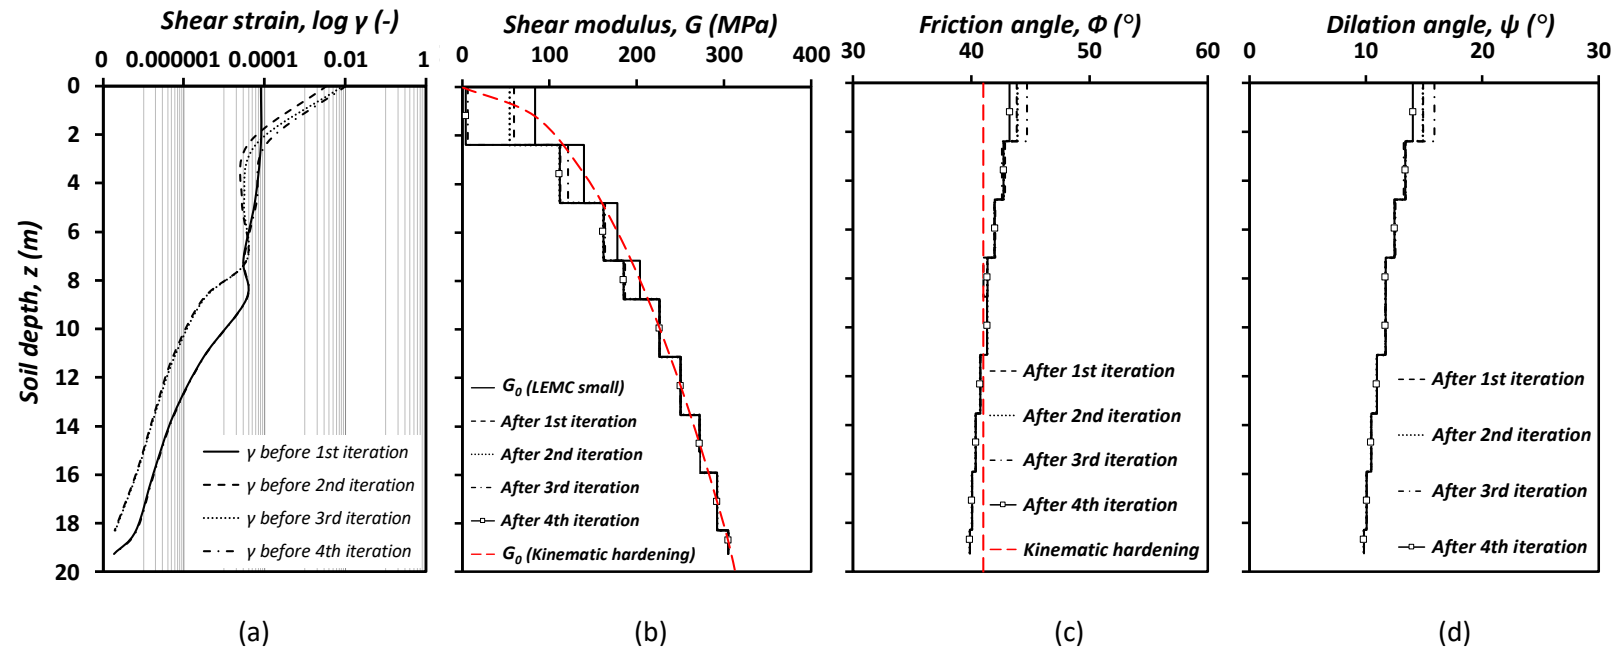 Shear strain, log γ (-)
0 0.0000001 0.00001 0.01 1
Soil depth, z (m)
0
2
4
6
8
10
12
14
16
18
20
γ before 1st iteration
γ before 2nd iteration
γ before 3rd iteration
γ before 4th iteration
(a)
Shear modulus, G (MPa)
0 100 200 300 400
G0 (LEMC small)
After 1st iteration
After 2nd iteration
After 3rd iteration
After 4th iteration
G0 (Kinematic hardening)
(b)
Friction angle, Φ (°)
30 40 50 60
After 1st iteration
After 2nd iteration
After 3rd iteration
After 4th iteration
Kinematic hardening
(c)
Dilation angle, ψ (°)
0 10 20 30
After 1st iteration
After 2nd iteration
After 3rd iteration
After 4th iteration
(d)